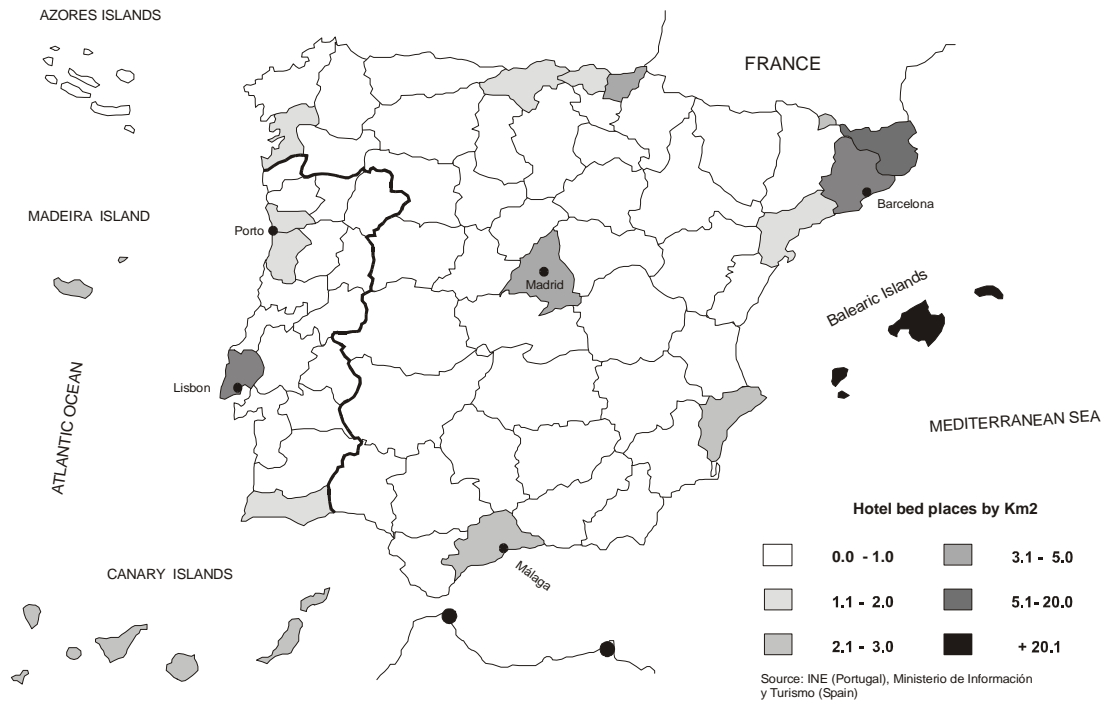 AZORES ISLANDS
FRANCE
Barcelona
MADEIRA ISLAND
Porto
Madrid
Balearic Islands
Lisbon
ATLANTIC OCEAN
MEDITERRANEAN SEA
Hotel bed places by Km2
0.0 - 1.0
3.1 - 5.0
1.1 - 2.0
5.1- 20.0
2.1 - 3.0
+ 20.1
CANARY ISLANDS
Málaga
Source: INE (Portugal), Ministerio de Información
y Turismo (Spain)